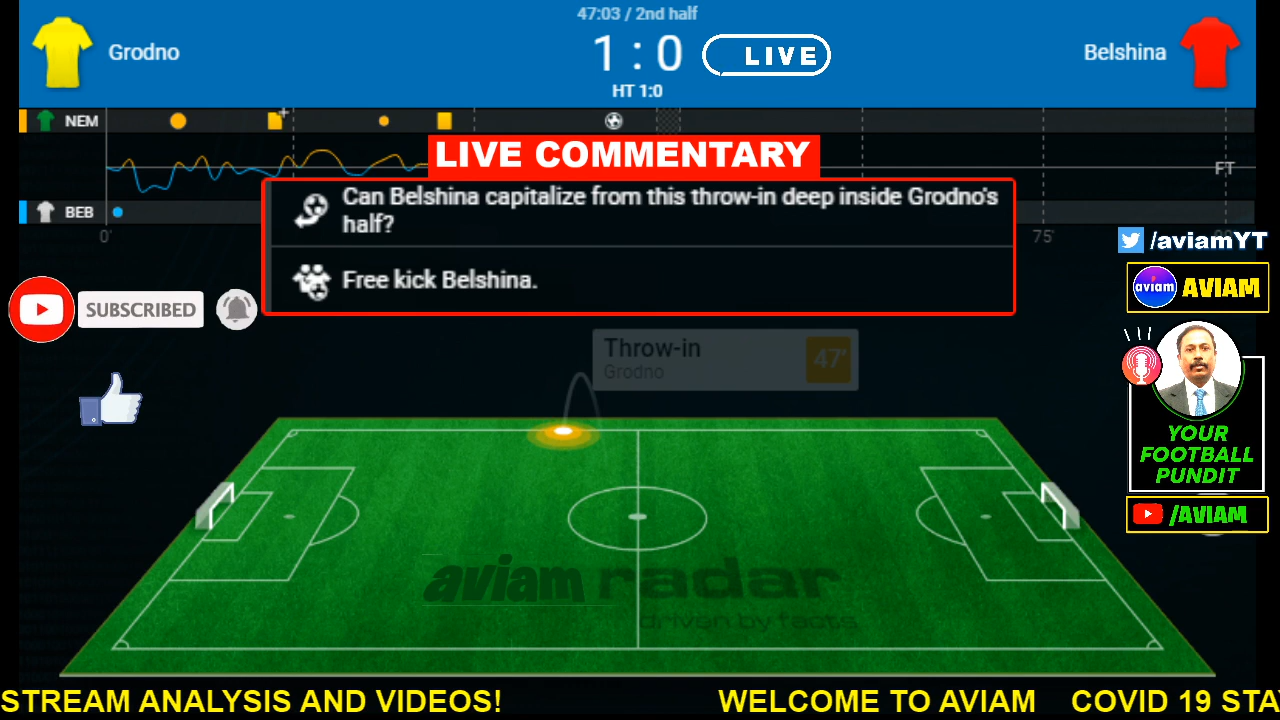 47:03 / 2nd half
Grodno
1 : 0
LIVE
Belshina
HT 1:0
NEM
LIVE COMMENTARY
FT
Can Belshina capitalize from this throw-in deep inside Grodno's
half?
BEB
0'
75'
/aviamYT
Free kick Belshina.
aviam
AVIAM
SUBSCRIBED
Throw-in
Grodno
47'
YOUR
FOOTBALL
PUNDIT
/AVIAM
aviam radar
driven by facts
STREAM ANALYSIS AND VIDEOS!
WELCOME TO AVIAM
COVID 19 STA